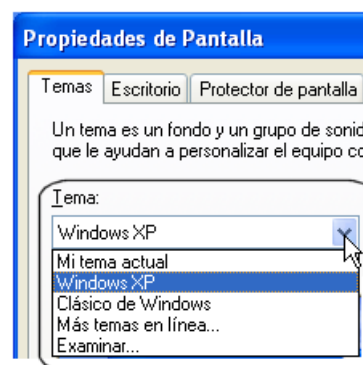 Propiedades de Pantalla
Temas Escritorio Protector de pantalla
Un tema es un fondo y un grupo de
que le ayudan a personalizar el equipo
Tema:
Windows XP
Mi tema actual
Windows XP
Clásico de Windows
Más temas en línea...
Examinar...